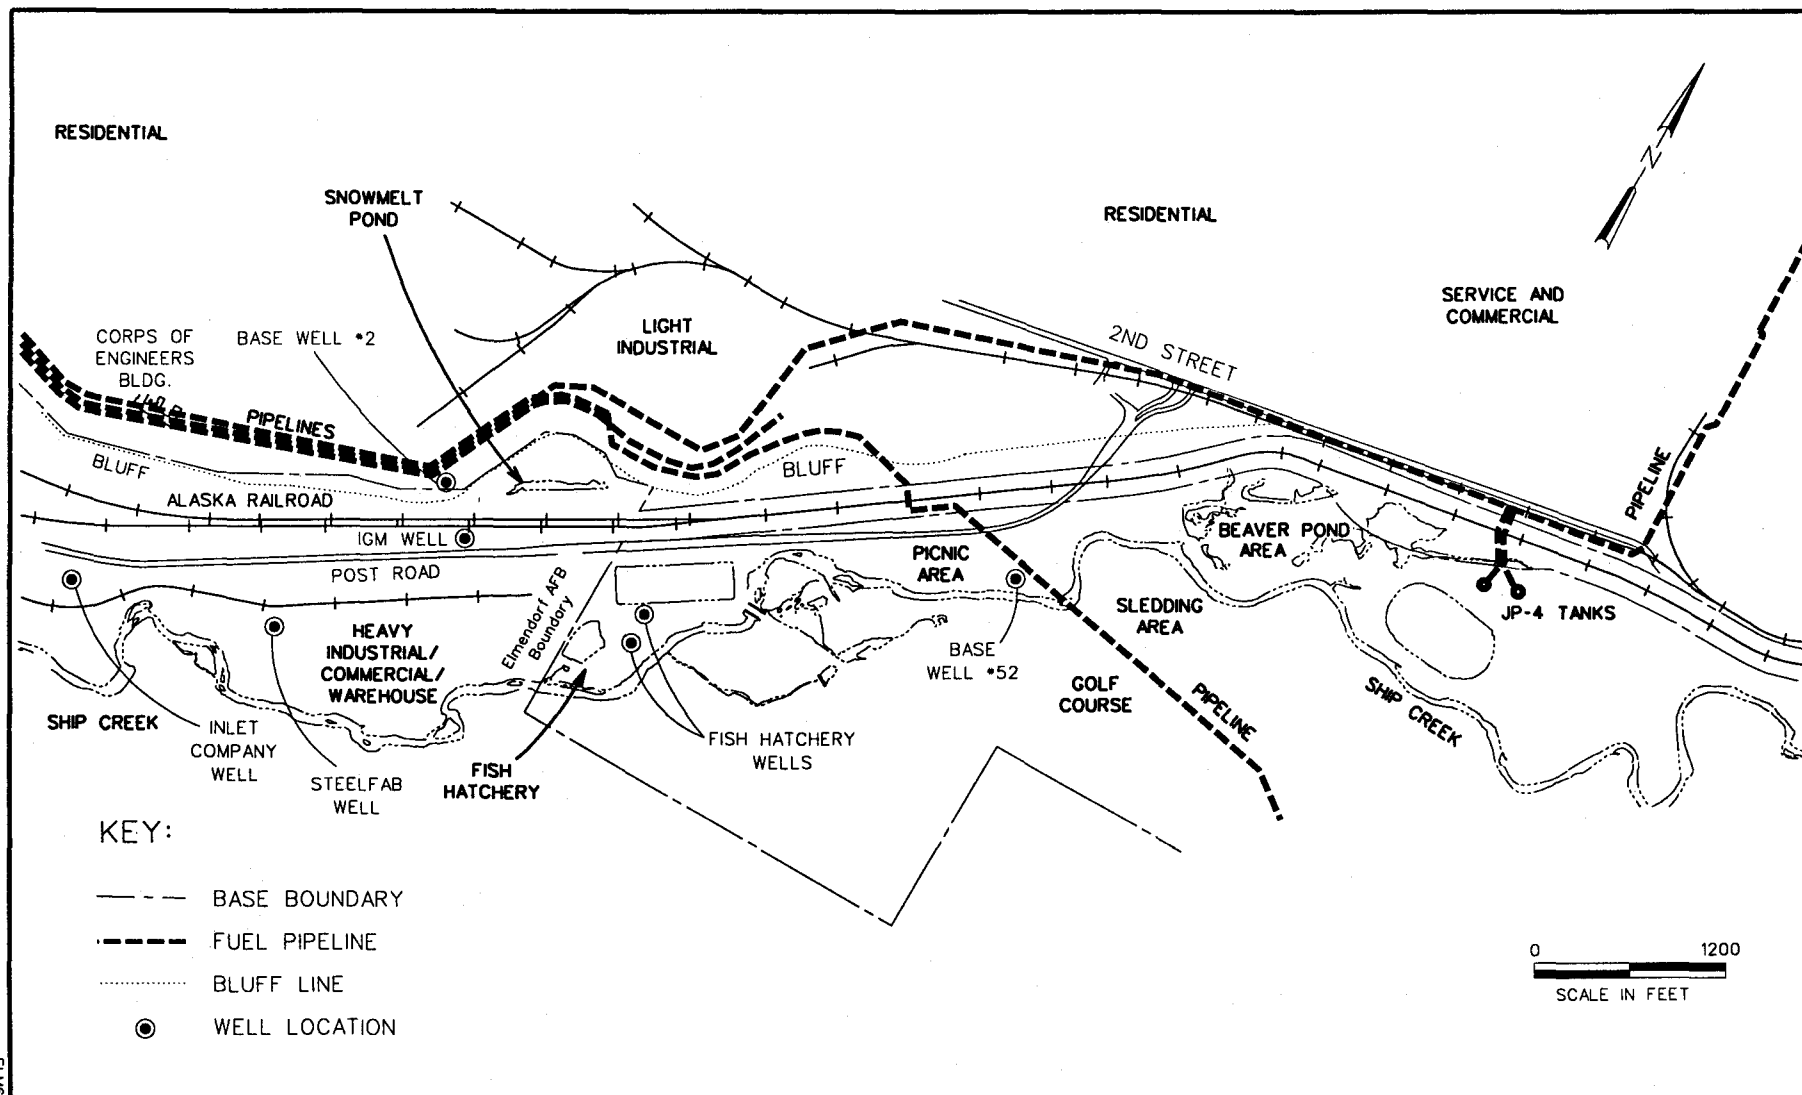 RESIDENTIAL
SNOWMELT
POND
RESIDENTIAL
N
SERVICE AND
COMMERCIAL
CORPS OF
ENGINEERS
BLDG.
BASE WELL *2
LIGHT
INDUSTRIAL
2ND STREET
PIPELINES
BLUFF
BLUFF
PIPELINE
ALASKA RAILROAD
IGM WELL
POST ROAD
PICNIC
AREA
BEAVER POND
AREA
Elmendorf AFB
Boundary
SLEDDING
AREA
JP-4 TANKS
HEAVY
INDUSTRIAL/
COMMERCIAL/
WAREHOUSE
BASE
WELL *52
GOLF
COURSE
PIPELINE
SHIP CREEK
SHIP CREEK
INLET
COMPANY
WELL
STEELFAB
WELL
FISH
HATCHERY
FISH HATCHERY
WELLS
KEY:
BASE BOUNDARY
FUEL PIPELINE
BLUFF LINE
WELL LOCATION
0 1200
SCALE IN FEET